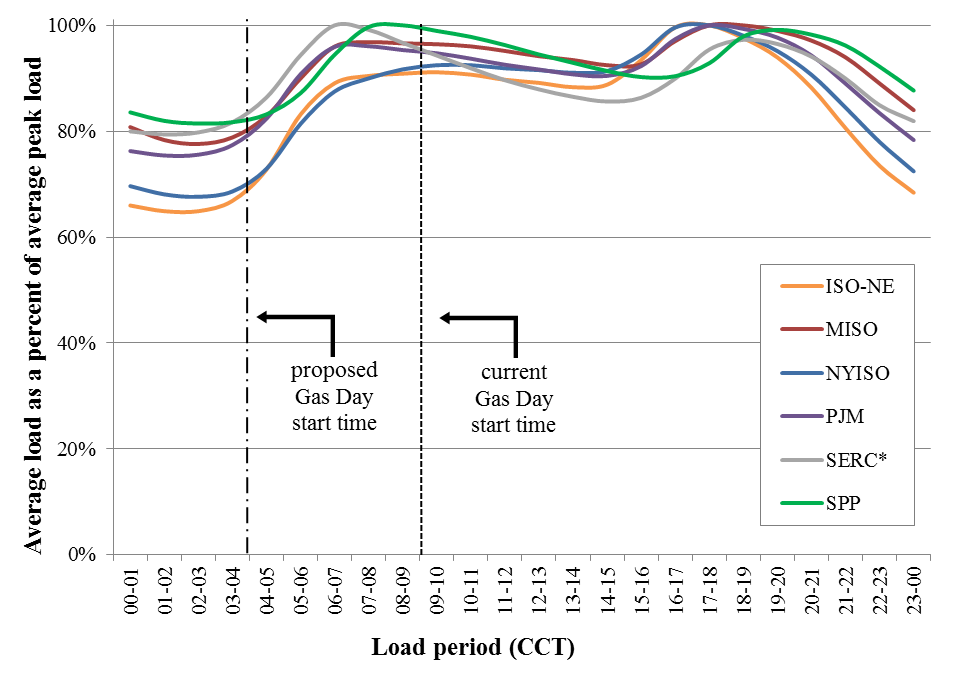 Average load as a percent of average peak load
100%
80%
60%
40%
20%
0%
proposed
Gas Day
start time
current
Gas Day
start time
ISO-NE
MISO
NYISO
PJM
SERC*
SPP
00-01
01-02
02-03
03-04
04-05
05-06
06-07
07-08
08-09
09-10
10-11
11-12
12-13
13-14
14-15
15-16
16-17
17-18
18-19
19-20
20-21
21-222
22-23
23-00
Load period (CCT)